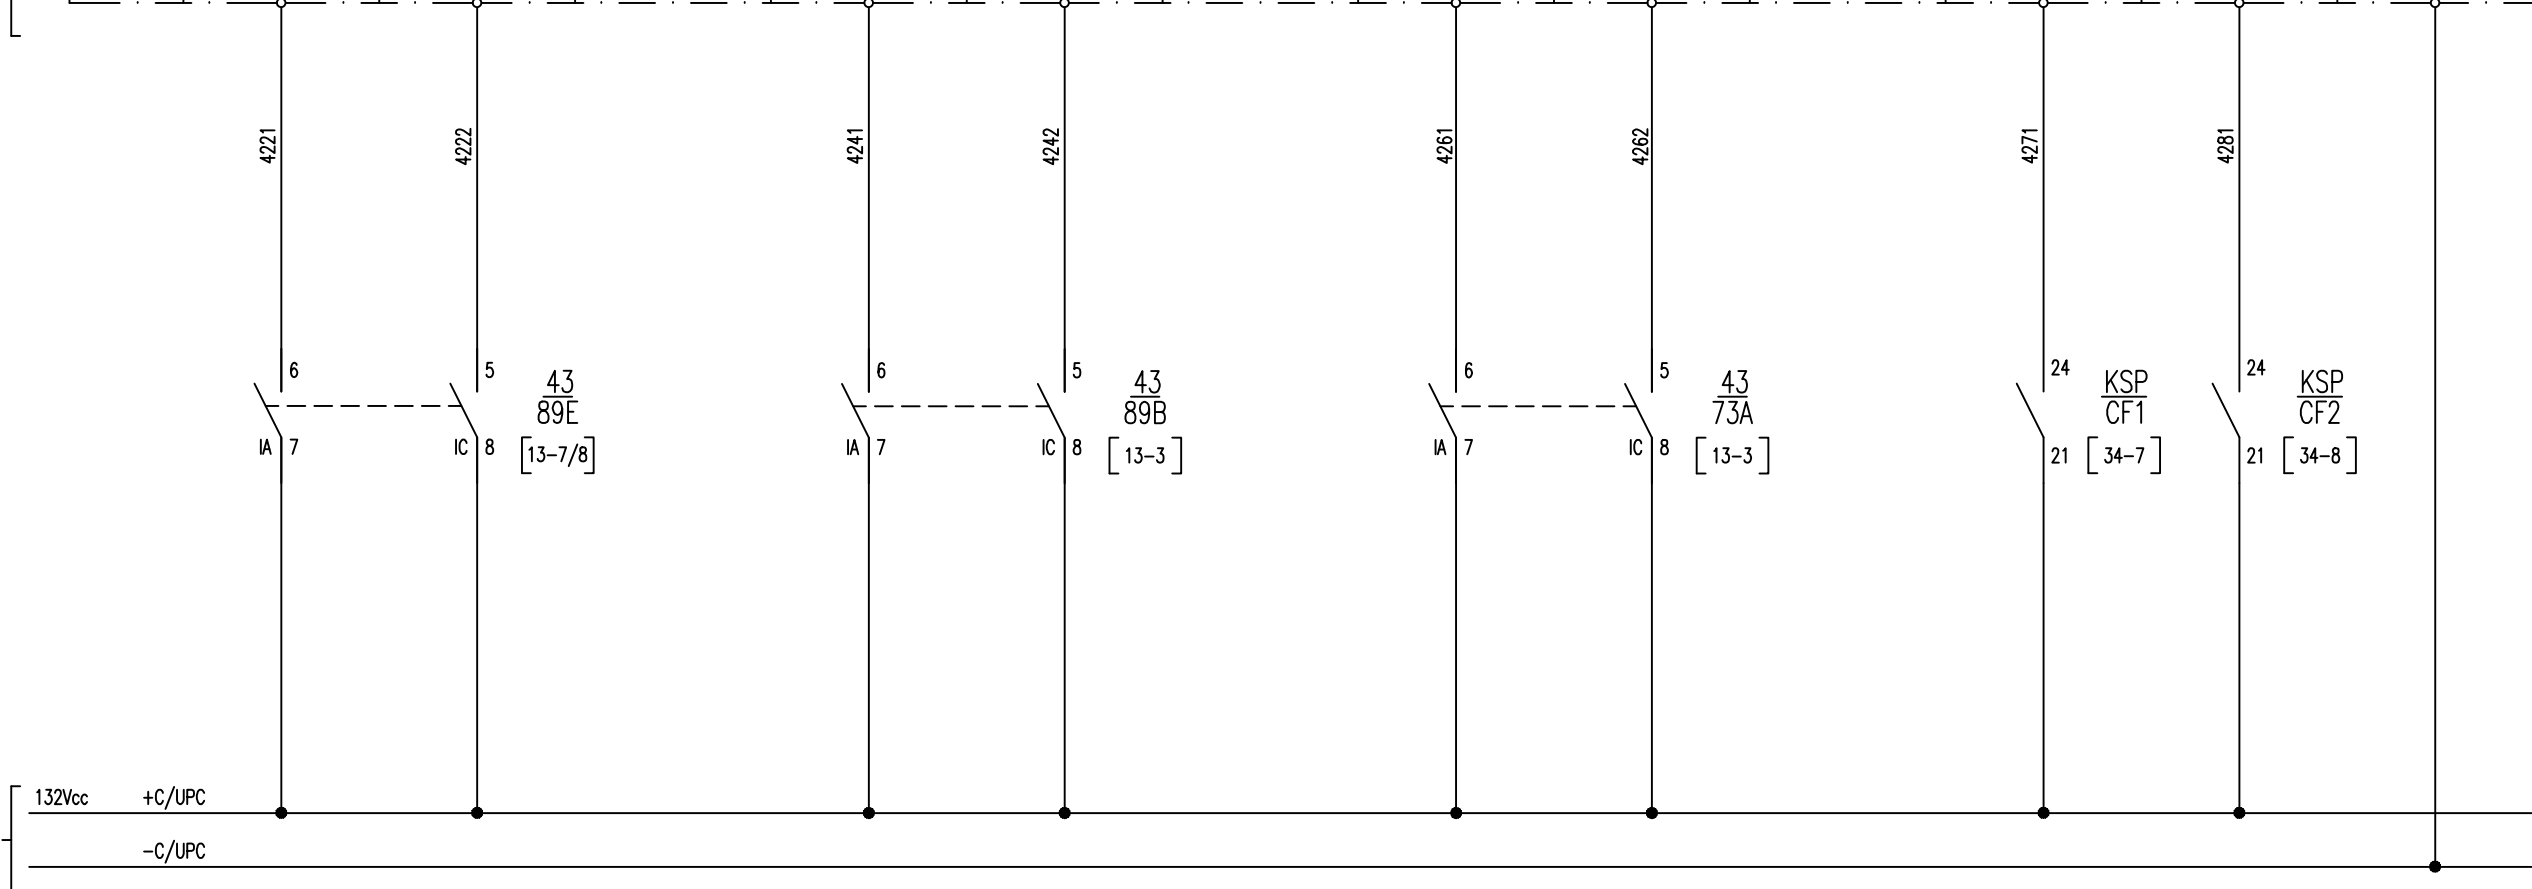 4221
4222
4241
4242
4261
4262
4271
4281
6
5
43
89E
IA 7
IC 8
[13-7/8]
6
5
43
89B
IA 7
IC 8
[13-3]
6
5
43
73A
IA 7
IC 8
[13-3]
24
KSP
CF1
21 [34-7]
24
KSP
CF2
21 [34-8]
132Vcc +C/UPC
-C/UPC